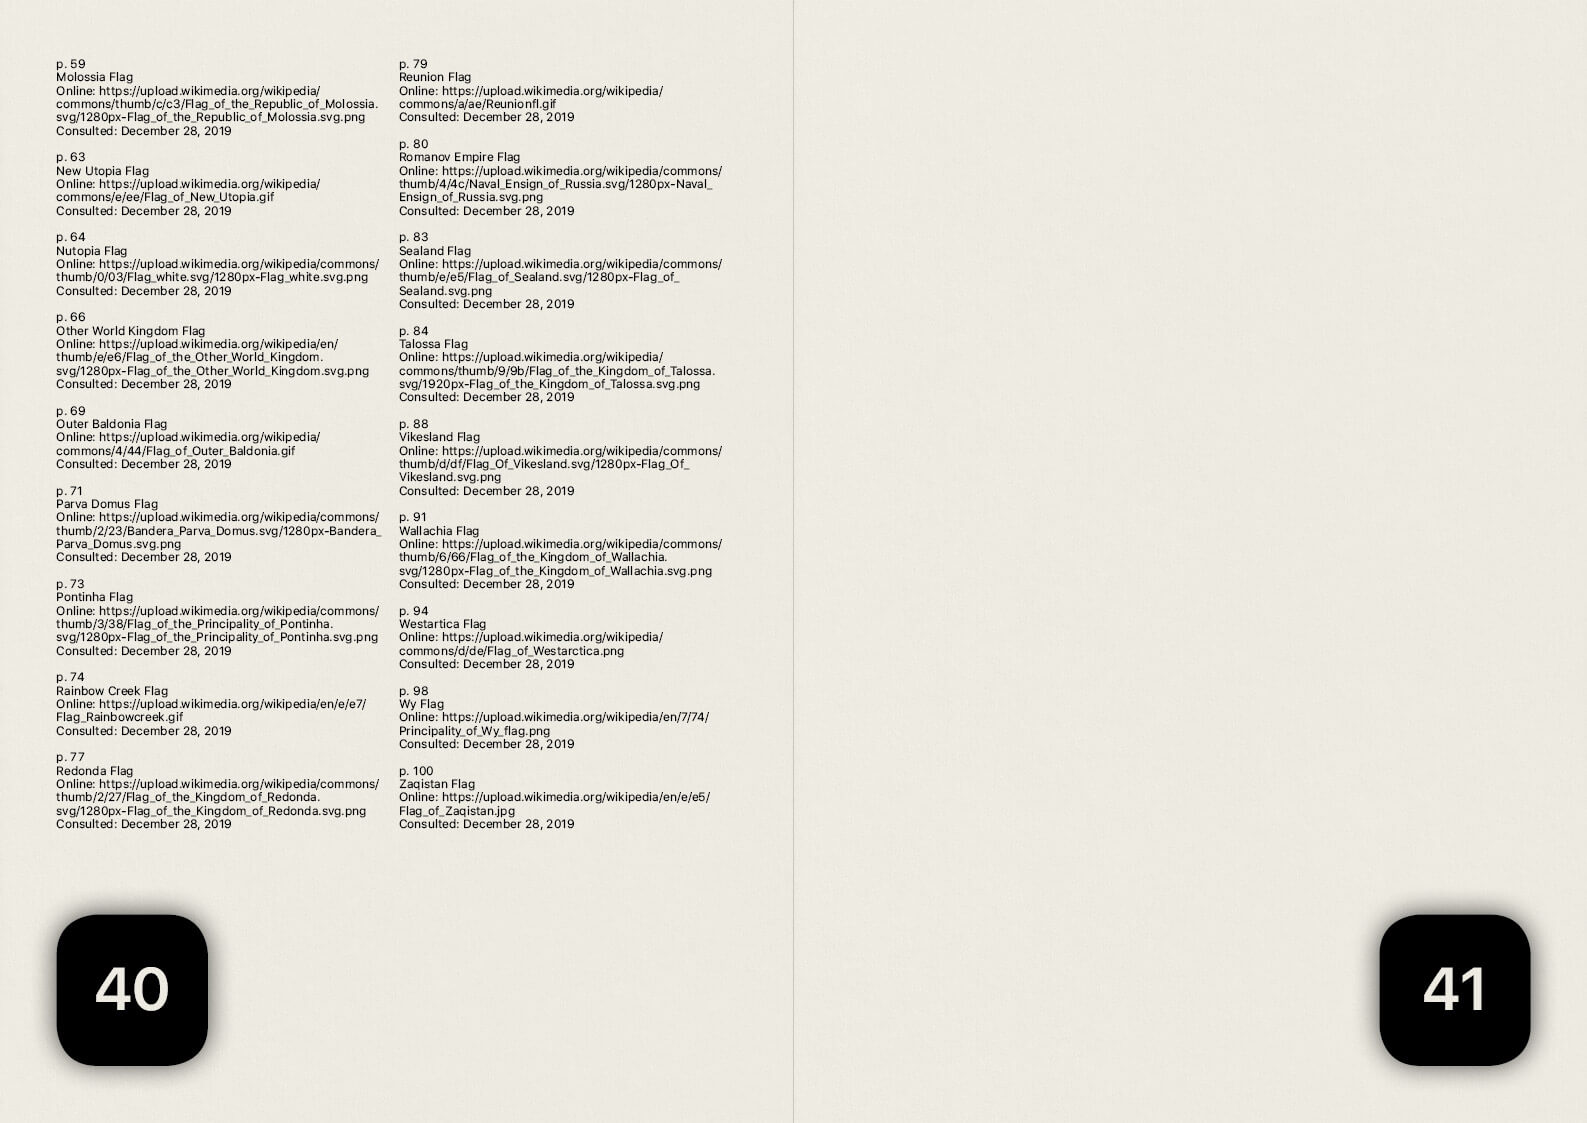 p. 59
Molossia Flag
Online: https://upload.wikimedia.org/wikipedia/
commons/thumb/c/c3/Flag_of_the_Republic_of_Molossia.
svg/1280px-Flag_of_the_Republic_of_Molossia.svg.png
Consulted: December 28, 2019
p. 63
New Utopia Flag
Online: https://upload.wikimedia.org/wikipedia/
commons/e/ee/Flag_of_New_Utopia.gif
Consulted: December 28, 2019
p. 64
Nutopia Flag
Online: https://upload.wikimedia.org/wikipedia/commons/
thumb/0/03/Flag_white.svg/1280px-Flag_white.svg.png
Consulted: December 28, 2019
p. 66
Other World Kingdom Flag
Online: https://upload.wikimedia.org/wikipedia/en/
thumb/e/e6/Flag_of_the_Other_World_Kingdom.
svg/1280px-Flag_of_the_Other_World_Kingdom.svg.png
Consulted: December 28, 2019
p. 69
Outer Baldonia Flag
Online: https://upload.wikimedia.org/wikipedia/
commons/4/44/Flag_of_Outer_Baldonia.gif
Consulted: December 28, 2019
p. 71
Parva Domus Flag
Online: https://upload.wikimedia.org/wikipedia/commons/
thumb/2/23/Bandera_Parva_Domus.svg/1280px-Bandera_
Parva_Domus.svg.png
Consulted: December 28, 2019
p. 73
Pontinha Flag
Online: https://upload.wikimedia.org/wikipedia/commons/
thumb/3/38/Flag_of_the_Principality_of_Pontinha.
svg/1280px-Flag_of_the_Principality_of_Pontinha.svg.png
Consulted: December 28, 2019
p. 74
Rainbow Creek Flag
Online: https://upload.wikimedia.org/wikipedia/en/e/e7/
Flag_Rainbowcreek.gif
Consulted: December 28, 2019
p. 77
Redonda Flag
Online: https://upload.wikimedia.org/wikipedia/commons/
thumb/2/27/Flag_of_the_Kingdom_of_Redonda.
svg/1280px-Flag_of_the_Kingdom_of_Redonda.svg.png
Consulted: December 28, 2019
p. 79
Reunion Flag
Online: https://upload.wikimedia.org/wikipedia/
commons/a/ae/Reunionfl.gif
Consulted: December 28, 2019
p. 80
Romanov Empire Flag
Online: https://upload.wikimedia.org/wikipedia/commons/
thumb/4/4c/Naval_Ensign_of_Russia.svg/1280px-Naval_
Ensign_of_Russia.svg.png
Consulted: December 28, 2019
p. 83
Sealand Flag
Online: https://upload.wikimedia.org/wikipedia/commons/
thumb/e/e5/Flag_of_Sealand.svg/1280px-Flag_of_
Sealand.svg.png
Consulted: December 28, 2019
p. 84
Talossa Flag
Online: https://upload.wikimedia.org/wikipedia/
commons/thumb/9/9b/Flag_of_the_Kingdom_of_Talossa.
svg/1920px-Flag_of_the_Kingdom_of_Talossa.svg.png
Consulted: December 28, 2019
p. 88
Vikesland Flag
Online: https://upload.wikimedia.org/wikipedia/commons/
thumb/d/df/Flag_Of_Vikesland.svg/1280px-Flag_Of_
Vikesland.svg.png
Consulted: December 28, 2019
p. 91
Wallachia Flag
Online: https://upload.wikimedia.org/wikipedia/commons/
thumb/6/66/Flag_of_the_Kingdom_of_Wallachia.
svg/1280px-Flag_of_the_Kingdom_of_Wallachia.svg.png
Consulted: December 28, 2019
p. 94
Westartica Flag
Online: https://upload.wikimedia.org/wikipedia/
commons/d/de/Flag_of_Westarctica.png
Consulted: December 28, 2019
p. 98
Wy Flag
Online: https://upload.wikimedia.org/wikipedia/en/7/74/
Principality_of_Wy_flag.png
Consulted: December 28, 2019
p. 100
Zaqistan Flag
Online: https://upload.wikimedia.org/wikipedia/en/e/e5/
Flag_of_Zaqistan.jpg
Consulted: December 28, 2019
40
41